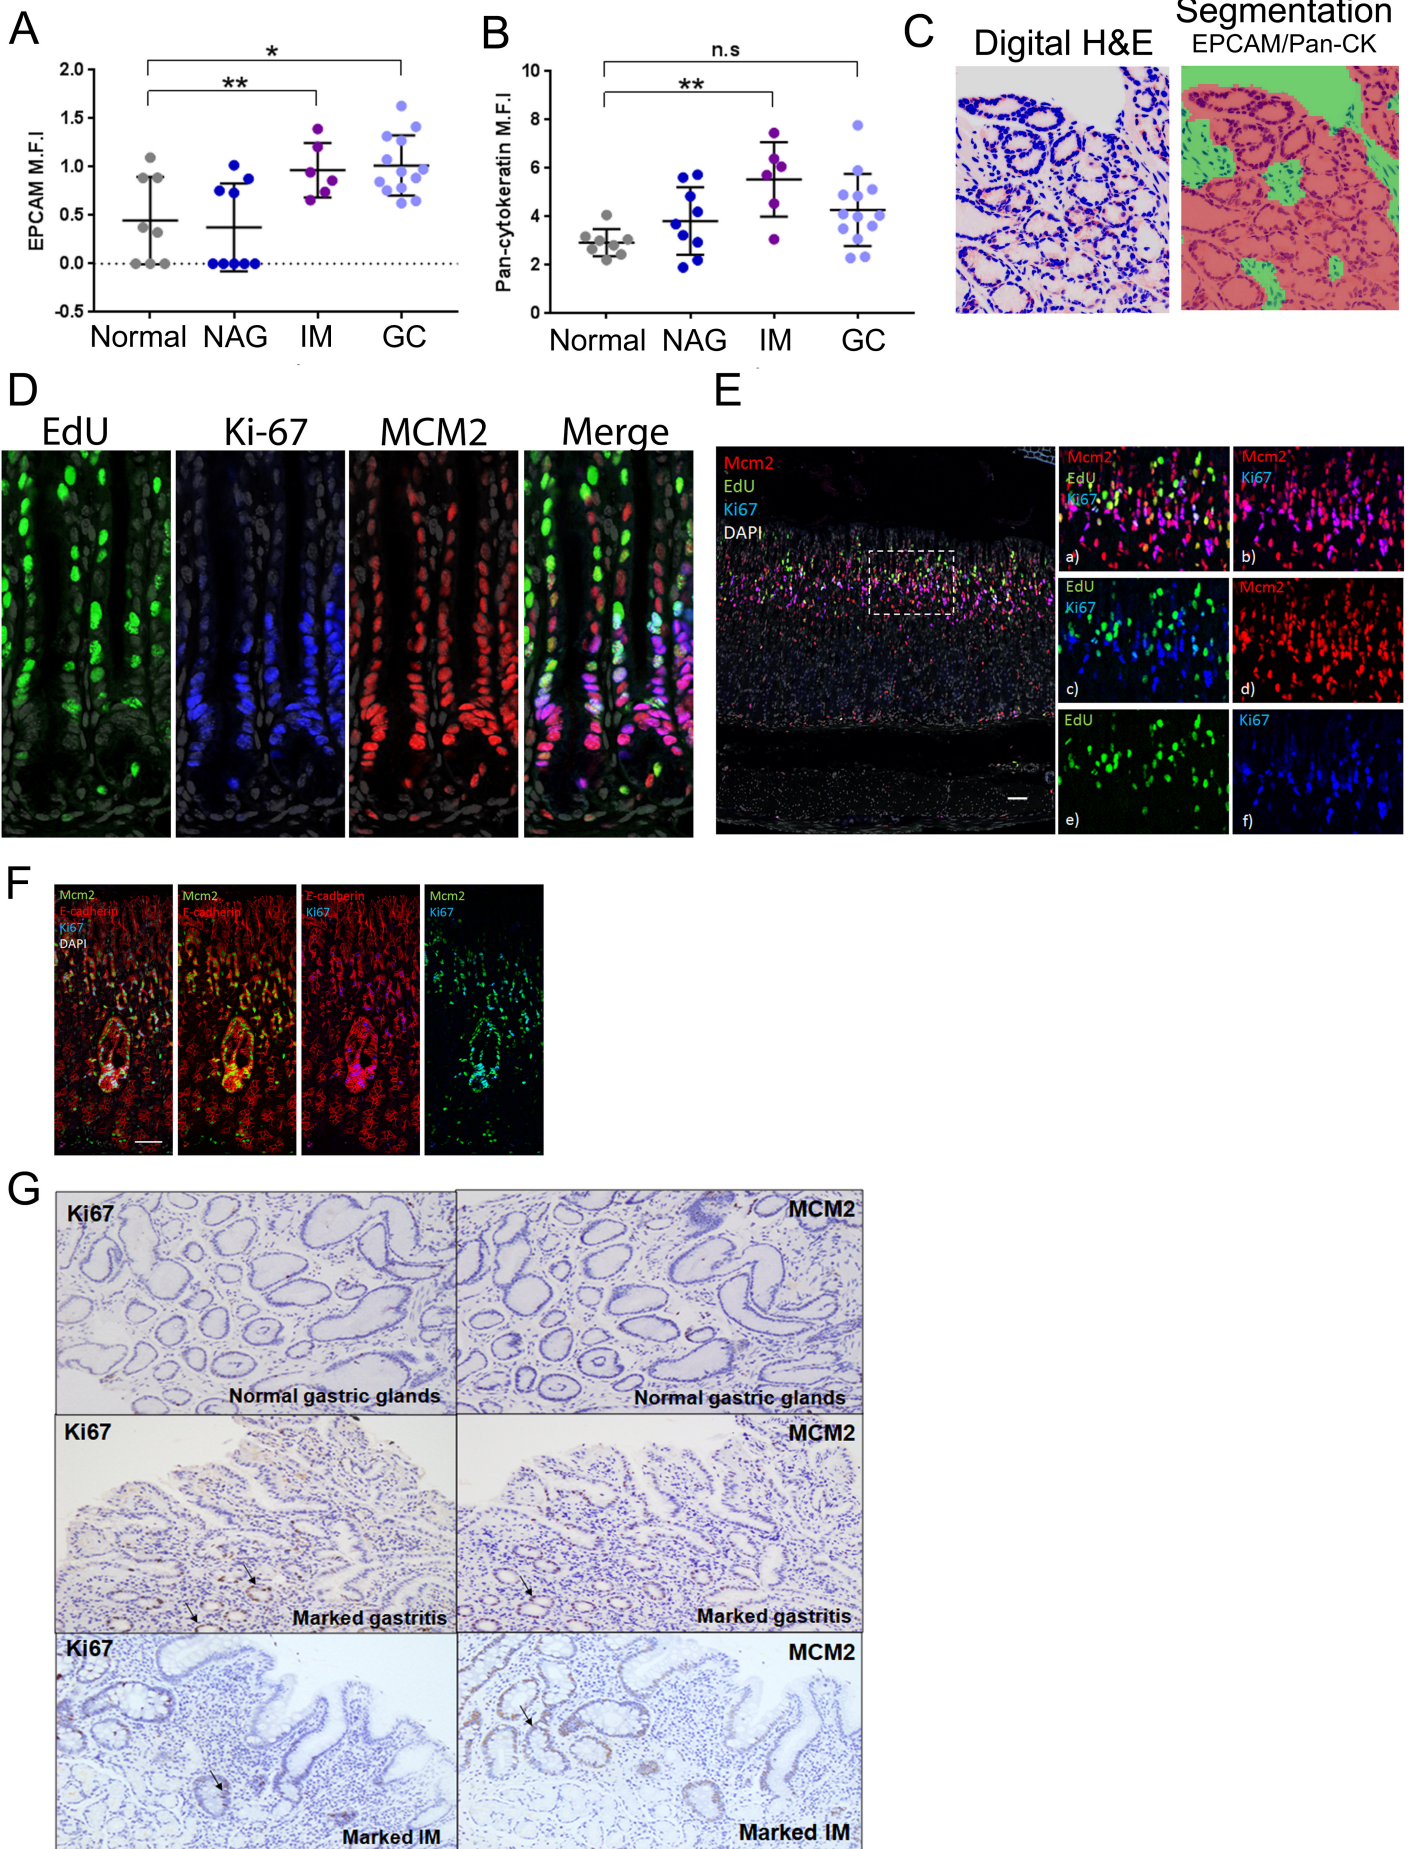 A
EPCAM M.F.I
2.0
1.5
1.0
0.5
0.0
-0.5
*
**
Normal NAG IM GC
B
Pan-cytokeratin M.F.I
10
8
6
4
2
0
n.s
**
Normal NAG IM GC
C
Digital H&E
Segmentation
EPCAM/Pan-CK
D
EdU Ki-67 MCM2 Merge
E
Mcm2
EdU
Ki67
DAPI
Mcm2
EdU
Ki67
a)
Mcm2
Ki67
b)
EdU
Ki67
c)
Mcm2
d)
EdU
e)
Ki67
f)
F
Mcm2
E-cadherin
Ki67
DAPI
Mcm2
E-cadherin
E-cadherin
Ki67
Mcm2
Ki67
G
Ki67
Normal gastric glands
MCM2
Normal gastric glands
Ki67
Marked gastritis
MCM2
Marked gastritis
Ki67
Marked IM
MCM2
Marked IM